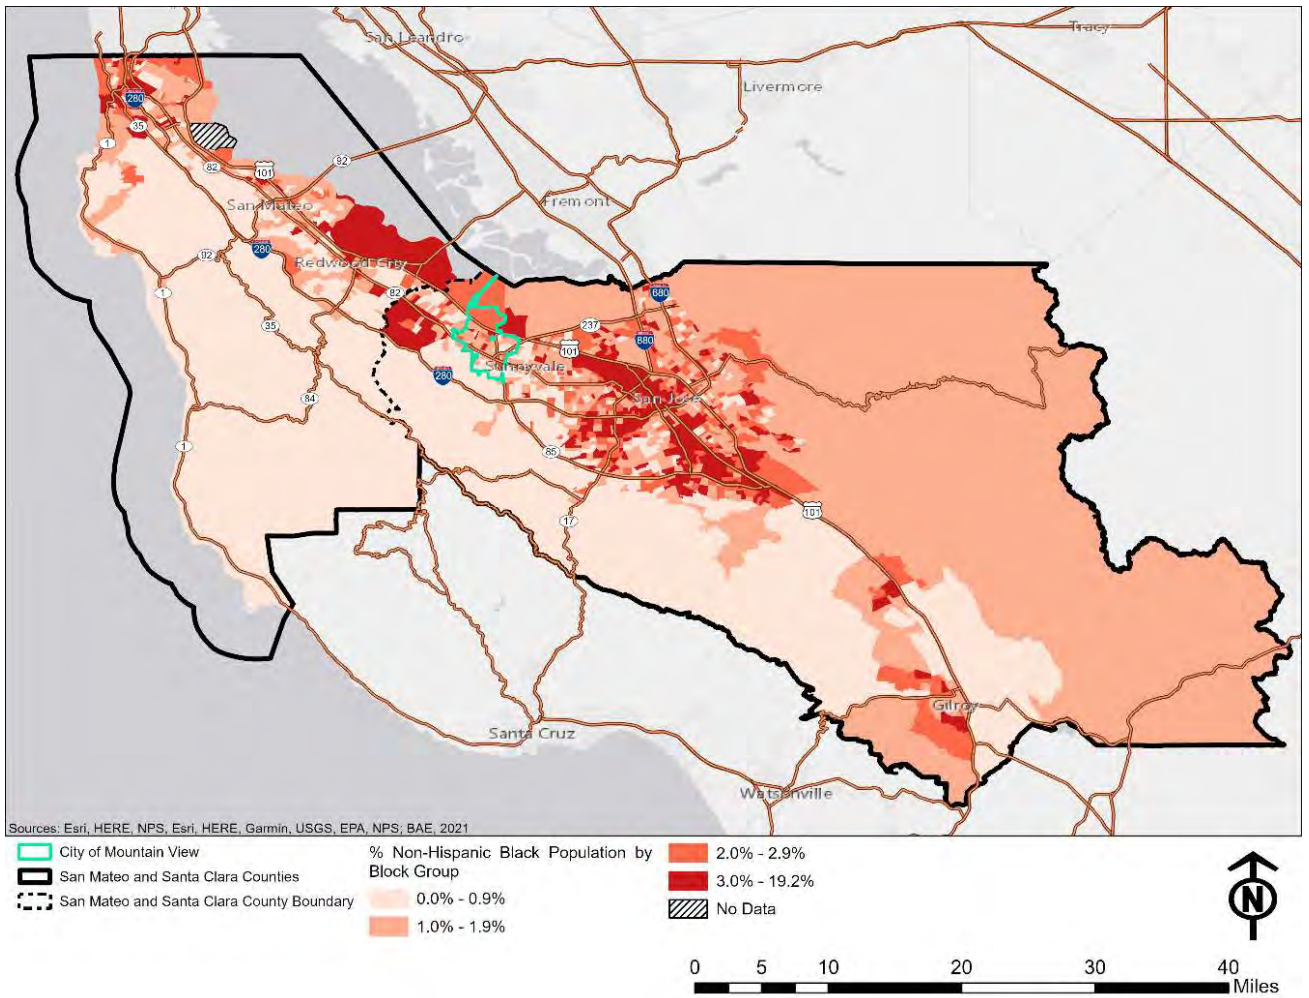 San Leandro
Tracy
Livermore
280
35
1
82
101
92
San Mateo
Fremont
280
92
Redwood City
82
680
1
237
35
101
880
Sunnyvale
280
84
San Jose
1
85
101
17
Gilroy
Santa Cruz
Watsonville
Sources: Esri, HERE, NPS, Esri, HERE, Garmin, USGS, EPA, NPS; BAE, 2021
City of Mountain View
San Mateo and Santa Clara Counties
San Mateo and Santa Clara County Boundary
% Non-Hispanic Black Population by
Block Group
0.0% - 0.9%
1.0% - 1.9%
2.0% - 2.9%
3.0% - 19.2%
No Data
N
0 5 10 20 30 40
Miles